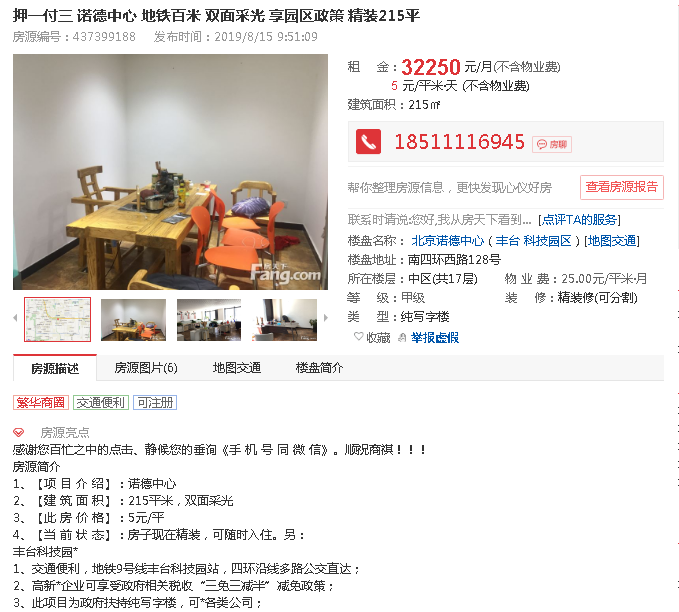 押一付三 诺德中心 地铁百米 双面采光 享园区政策 精装215平
房源编号：437399188 发布时间：2019/8/15 9:51:09
租 金：32250 元/月(不含物业费)
5 元/平米·天 (不含物业费)
建筑面积：215㎡
18511116945 房聊
帮你整理房源信息，更快发现心仪好房 查看房源报告
联系时请说:您好,我从房天下看到... [点评TA的服务]
楼盘名称： 北京诺德中心 ( 丰台 科技园区 ) [地图交通]
楼盘地址：南四环西路128号
所在楼层：中区(共17层) 物 业 费：25.00元/平米·月
等 级：甲级 装 修：精装修(可分割)
类 型：纯写字楼
收藏 举报虚假
房天下
Fang.com
房源描述 房源图片(6) 地图交通 楼盘简介
繁华商圈 交通便利 可注册
房源亮点
感谢您百忙之中的点击、静候您的垂询《手 机 号 同 微 信》。顺祝商祺！！！
房源简介
1、【项 目 介 绍】：诺德中心
2、【建 筑 面 积】：215平米，双面采光
3、【此 房 价 格】：5元/平
4、【当 前 状 态】：房子现在精装，可随时入住。另：
丰台科技园*
1、交通便利，地铁9号线丰台科技园站，四环沿线多路公交直达；
2、高新*企业可享受政府相关税收“三免三减半”减免政策；
3、此项目为政府扶持纯写字楼，可*各类公司；